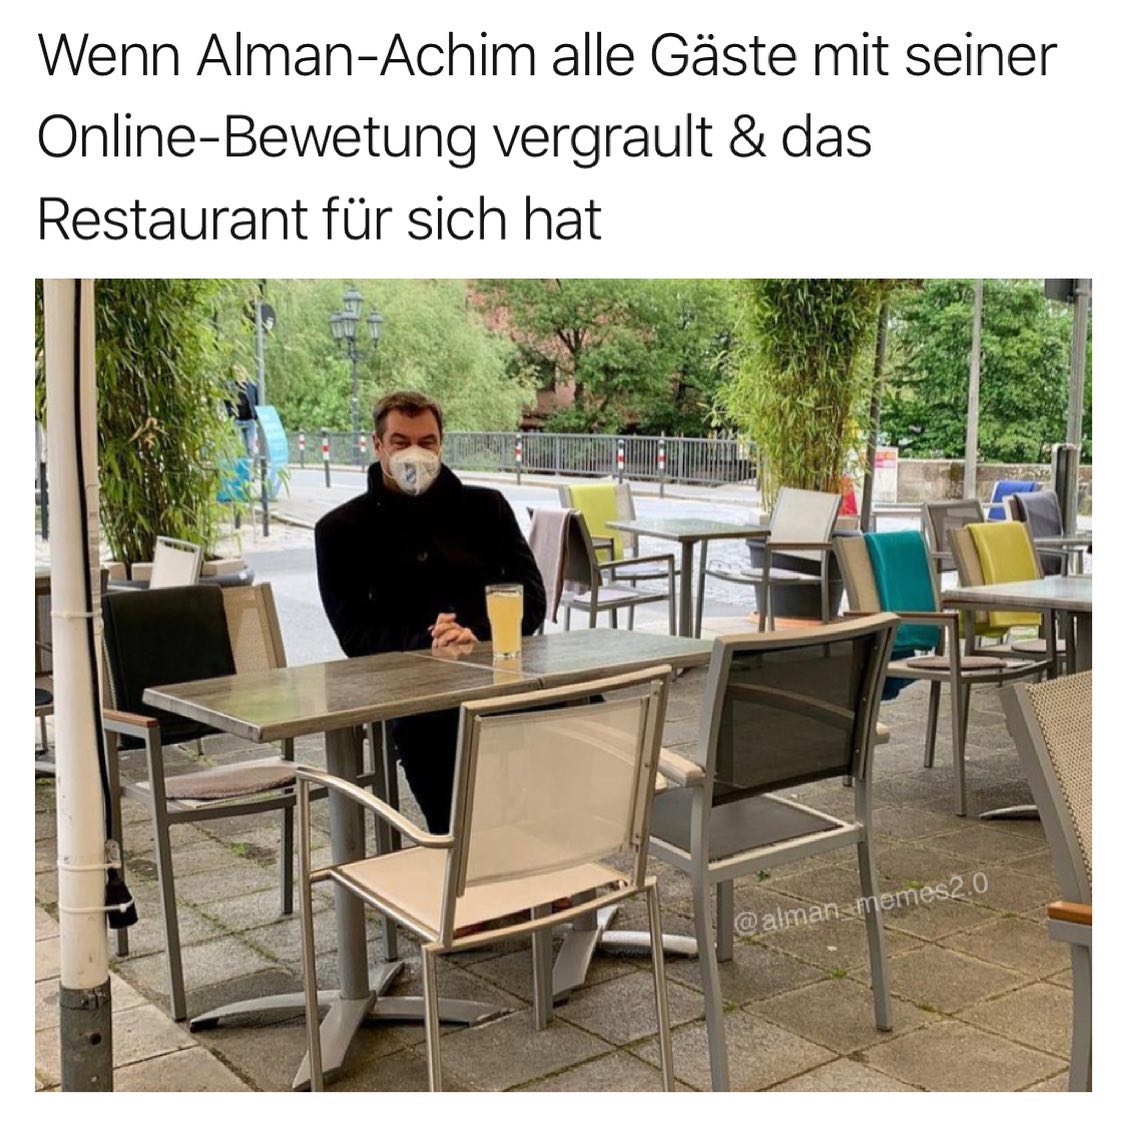 Wenn Alman-Achim alle Gäste mit seiner
Online-Bewetung vergrault & das
Restaurant für sich hat
@alman_memes2.0